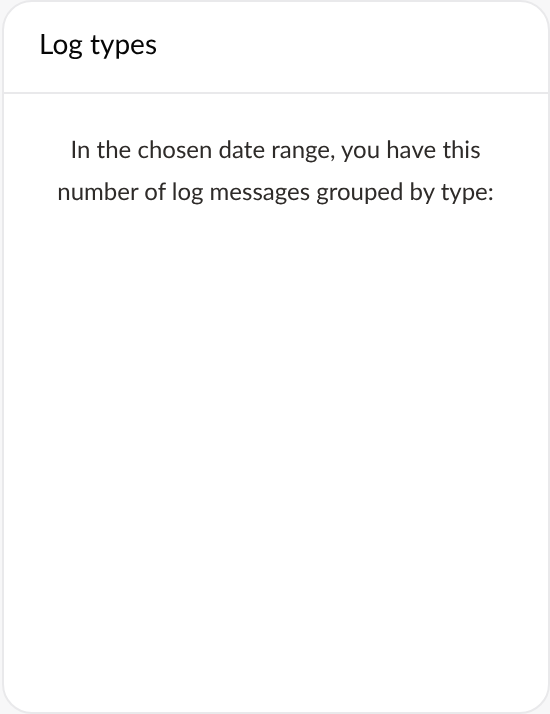 Log types
In the chosen date range, you have this
number of log messages grouped by type: